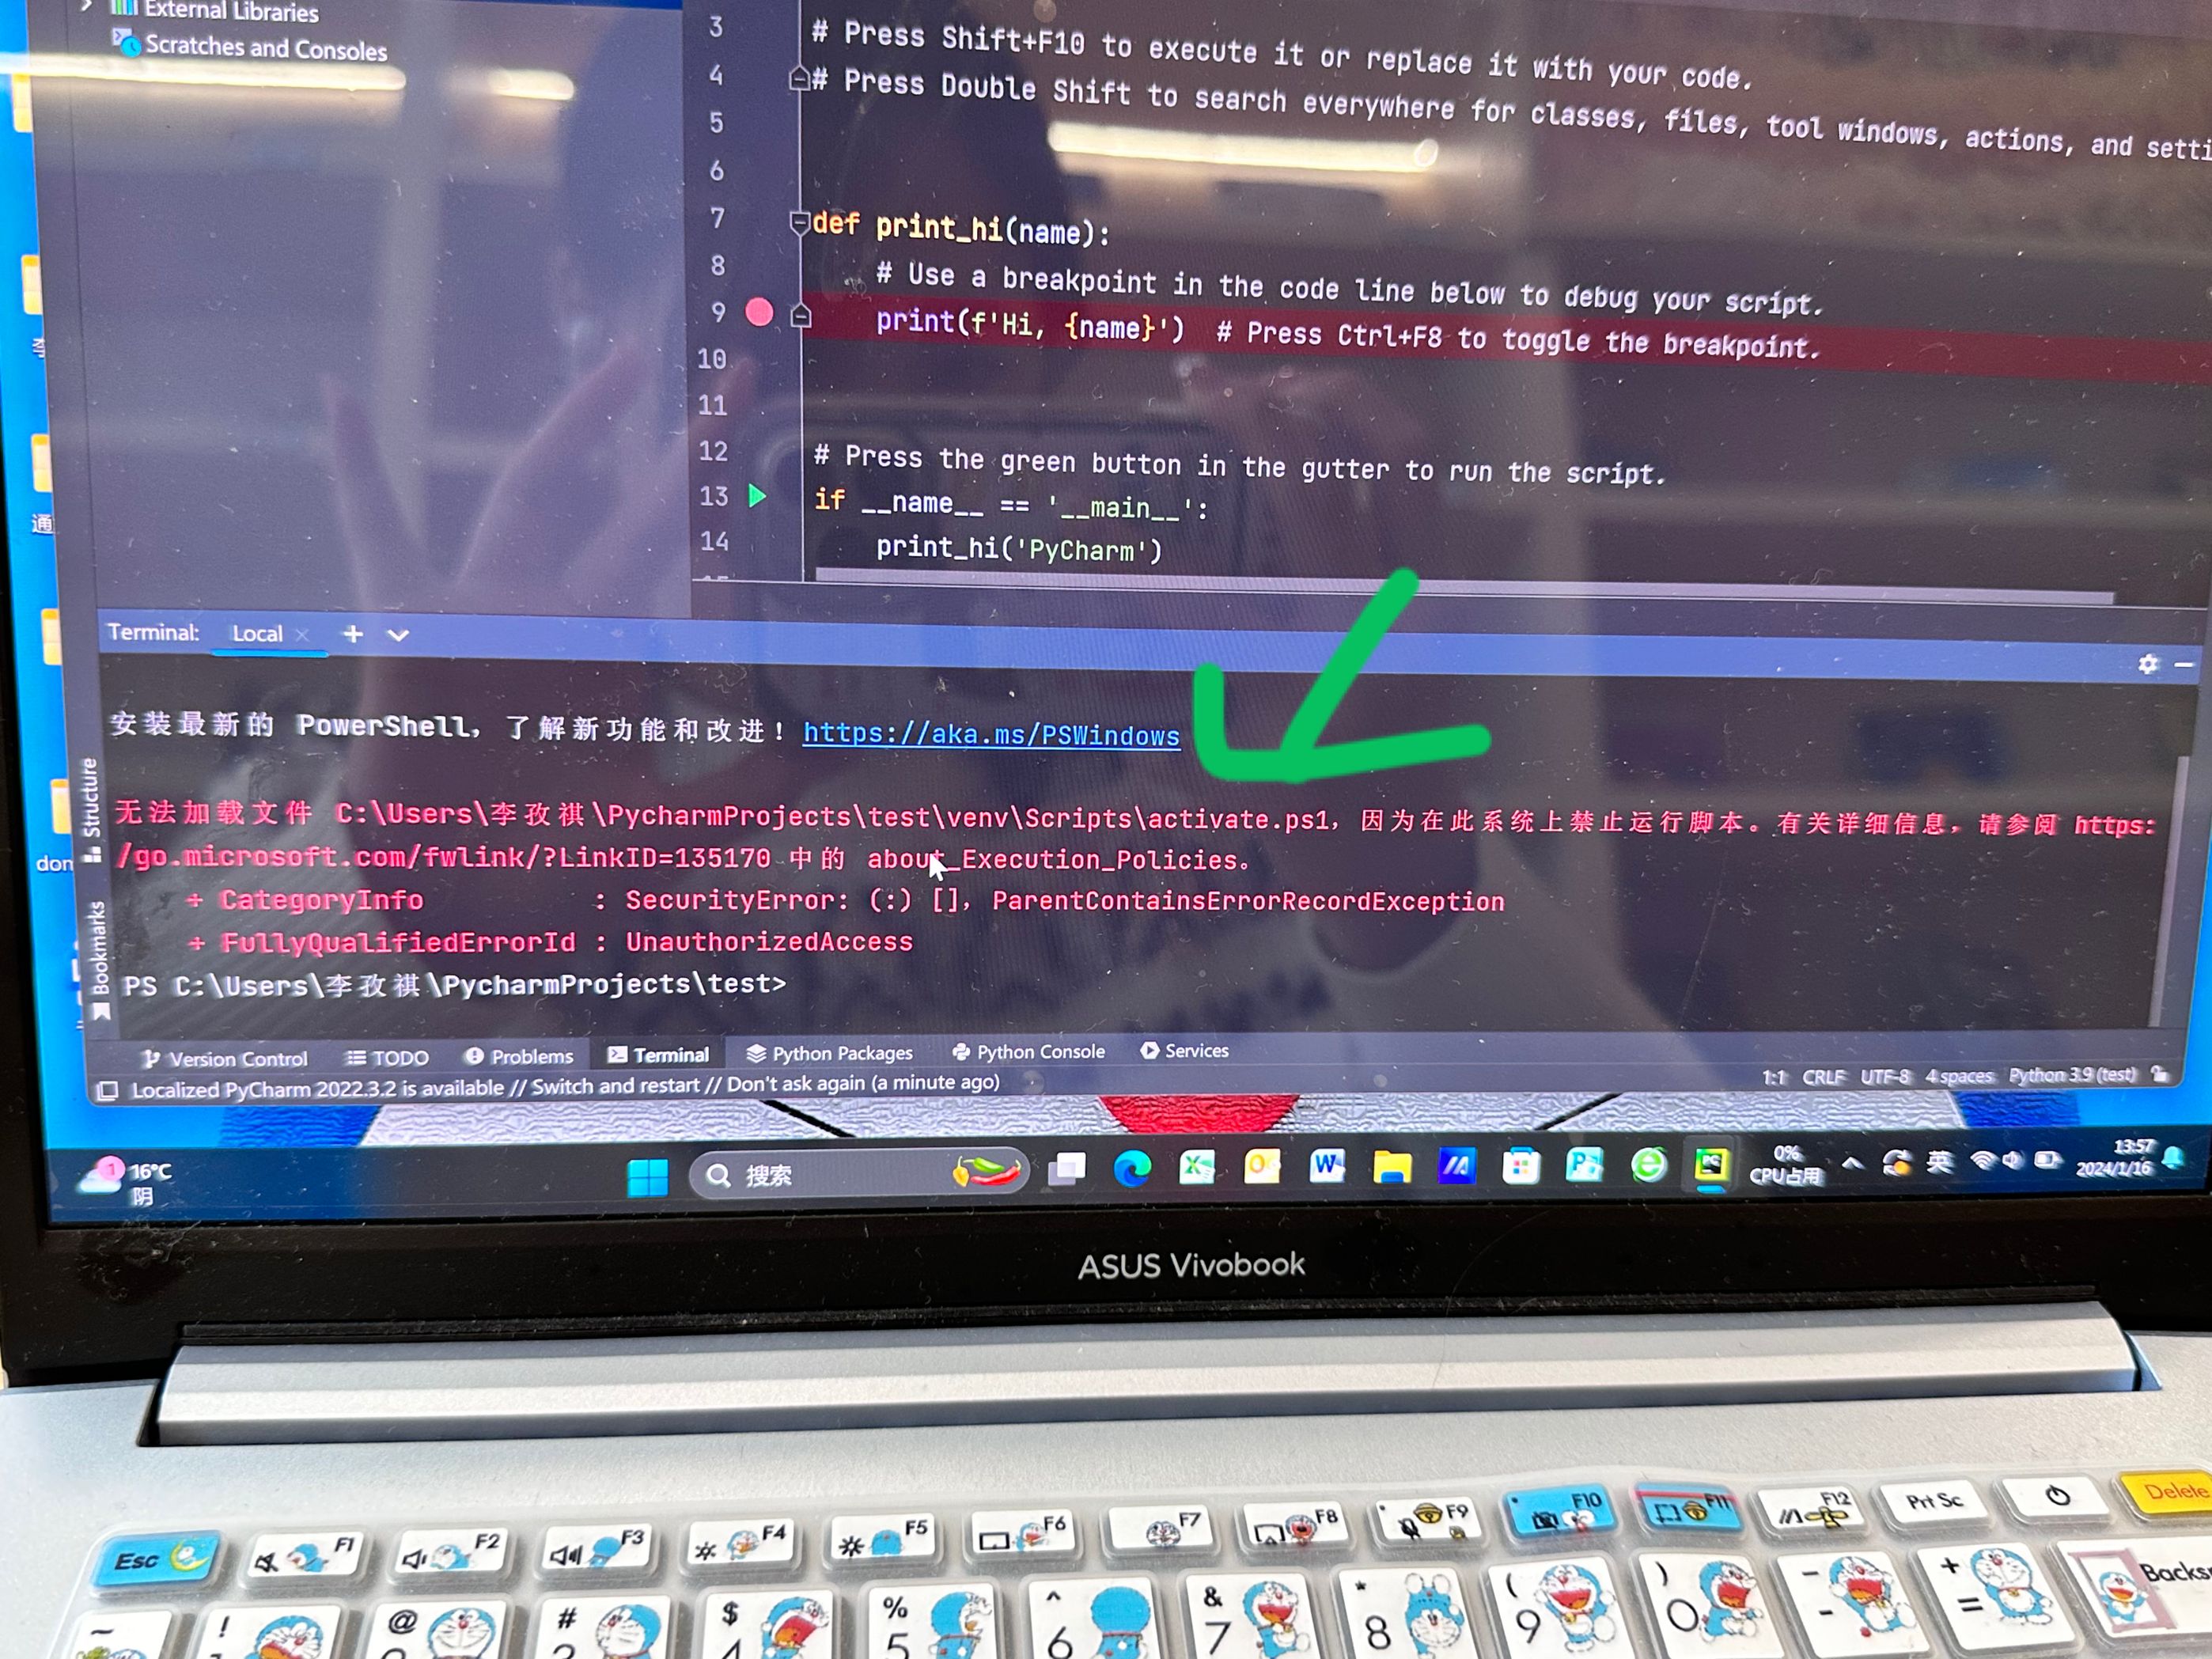 External Libraries
Scratches and Consoles
3 # Press Shift+F10 to execute it or replace it with your code.
4 # Press Double Shift to search everywhere for classes, files, tool windows, actions, and setti
5
6
7 def print_hi(name):
8 # Use a breakpoint in the code line below to debug your script.
9 print(f'Hi, {name}') # Press Ctrl+F8 to toggle the breakpoint.
10
11
12 # Press the green button in the gutter to run the script.
13 if __name__ == '__main__':
14 print_hi('PyCharm')
Terminal: Local
安装最新的 PowerShell，了解新功能和改进！https://aka.ms/PSWindows
无法加载文件 C:\Users\李孜祺\PycharmProjects\test\venv\Scripts\activate.ps1，因为在此系统上禁止运行脚本。有关详细信息，请参阅 https:
/go.microsoft.com/fwlink/?LinkID=135170 中的 about_Execution_Policies。
+ CategoryInfo : SecurityError: (:) []，ParentContainsErrorRecordException
+ FullyQualifiedErrorId : UnauthorizedAccess
PS C:\Users\李孜祺\PycharmProjects\test>
Structure
Bookmarks
Version Control TODO Problems Terminal Python Packages Python Console Services
Localized PyCharm 2022.3.2 is available // Switch and restart // Don't ask again (a minute ago)
1:1 CRLF UTF-8 4 spaces Python 3.9 (test)
李
通
don
1 16°C
阴
搜索
0%
CPU占用
英
13:57
2024/1/16
ASUS Vivobook
Esc F1 F2 F3 F4 F5 F6 F7 F8 F9 F10 F11 F12 Prt Sc Delete
~ ! @ # $ 4 % 5 ^ 6 & 7 * 8 ( 9 ) 0 - - + = Backs